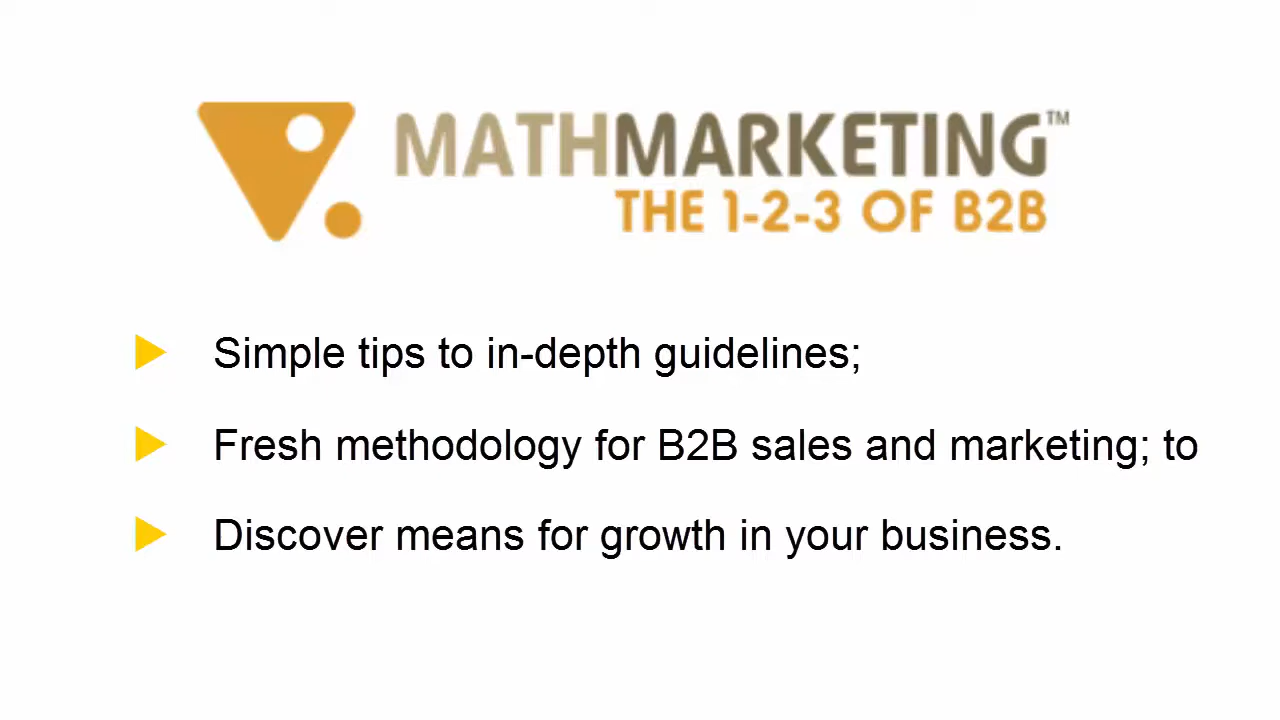 MATHMARKETING™
THE 1-2-3 OF B2B
Simple tips to in-depth guidelines;
Fresh methodology for B2B sales and marketing; to
Discover means for growth in your business.